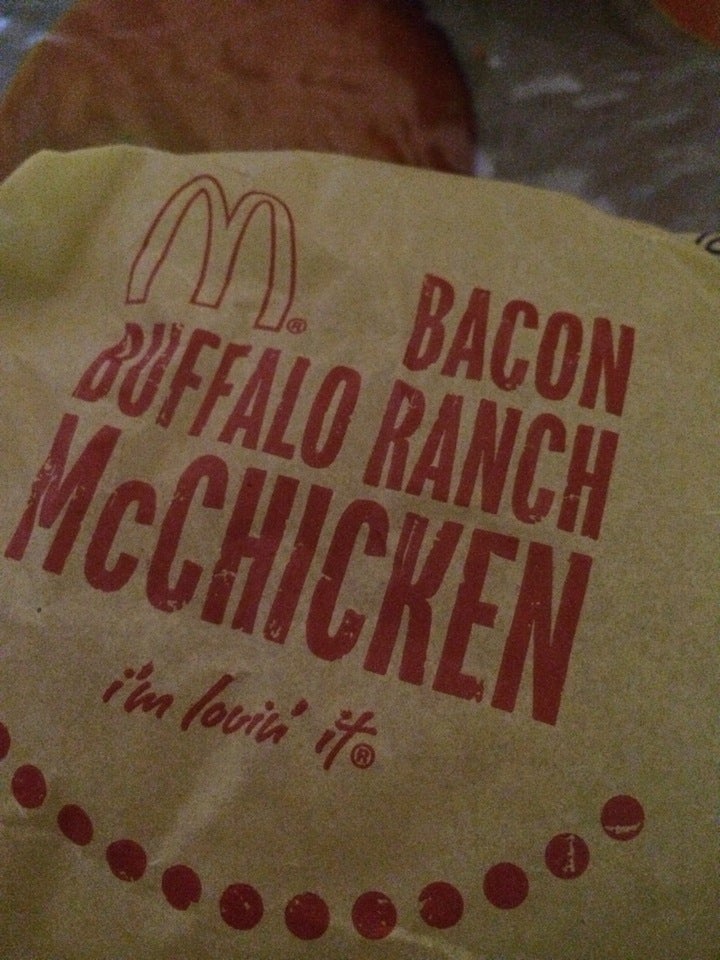 BACON
BUFFALO RANCH
McCHICKEN
i'm lovin' it®